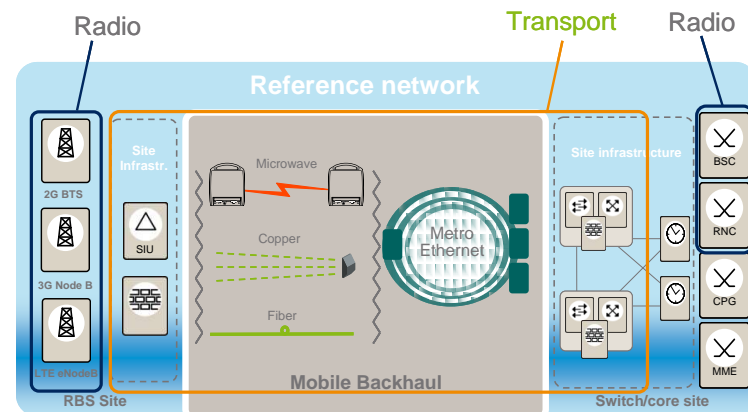 Radio
Transport
Radio
Reference network
Site
Infrastr.
Site infrastructure
Microwave
2G BTS
BSC
SIU
Copper
Metro
Ethernet
RNC
3G Node B
Fiber
CPG
LTE eNodeB
Mobile Backhaul
MME
RBS Site
Switch/core site